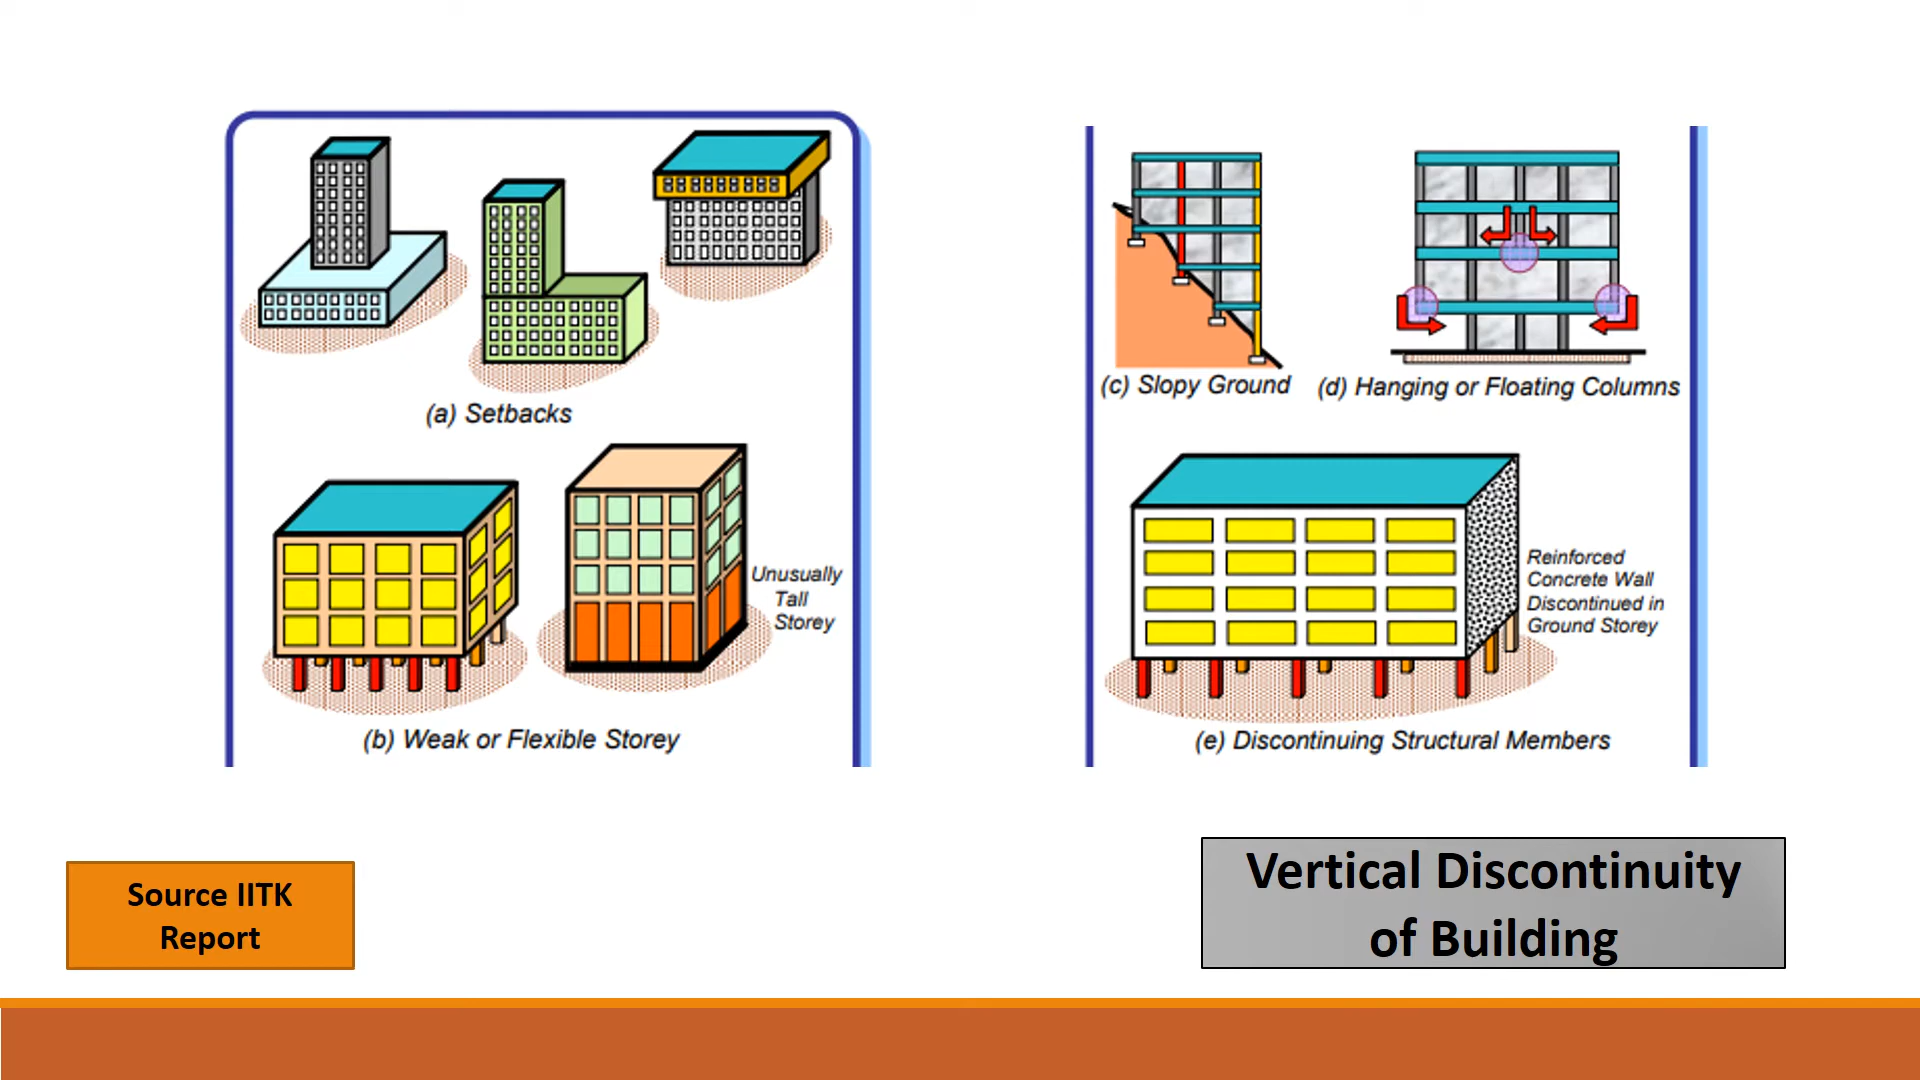 (a) Setbacks
Unusually
Tall
Storey
(b) Weak or Flexible Storey
(c) Slopy Ground
(d) Hanging or Floating Columns
Reinforced
Concrete Wall
Discontinued in
Ground Storey
(e) Discontinuing Structural Members
Source IITK
Report
Vertical Discontinuity
of Building